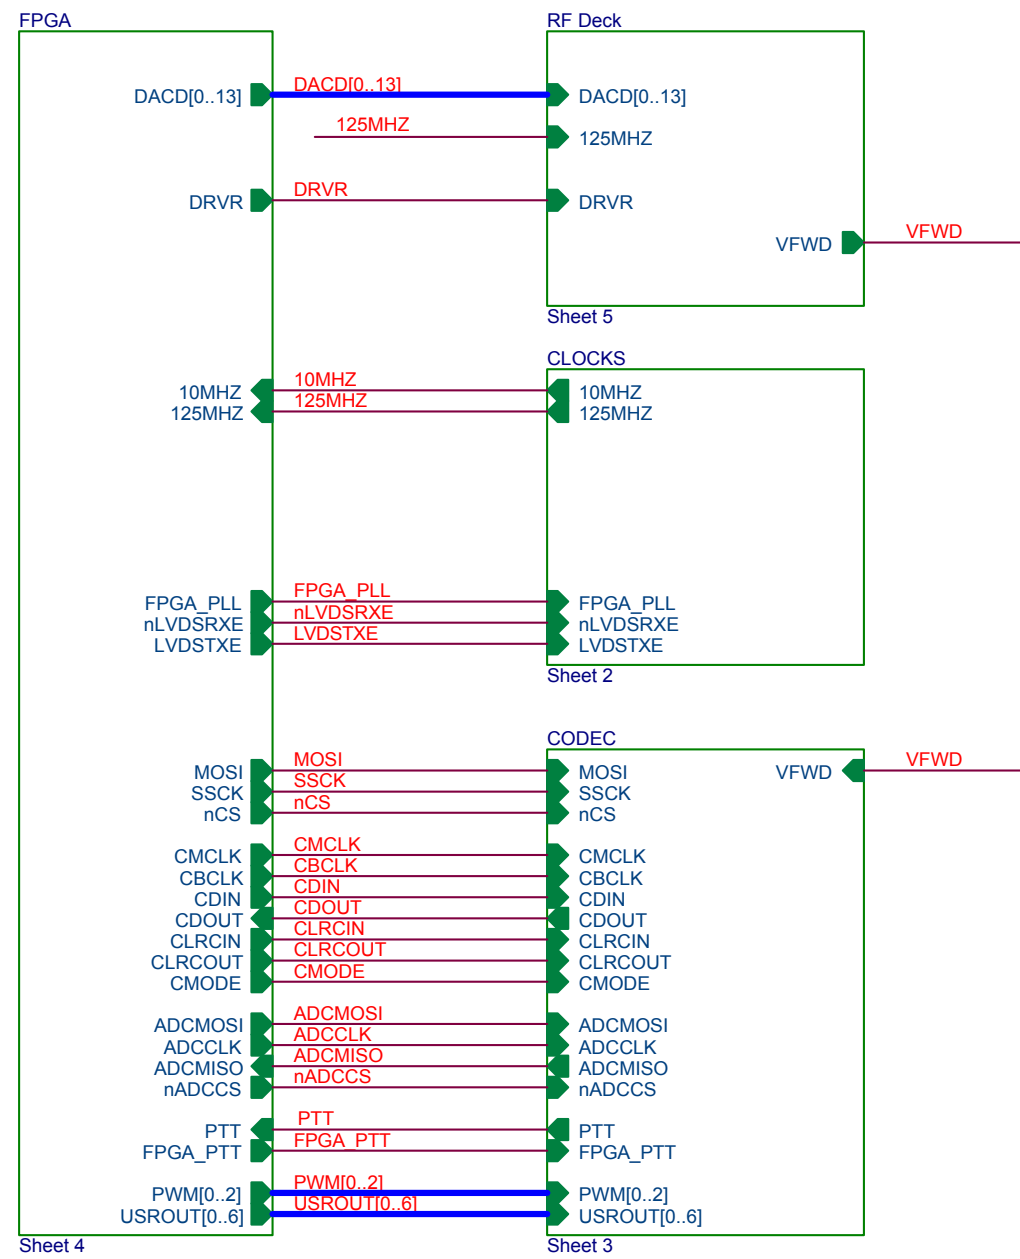 FPGA
RF Deck
DACD[0..13]
DACD[0..13]
DACD[0..13]
125MHZ
125MHZ
DRVR
DRVR
DRVR
VFWD
VFWD
Sheet 5
CLOCKS
10MHZ
10MHZ
10MHZ
125MHZ
125MHZ
125MHZ
FPGA_PLL
FPGA_PLL
FPGA_PLL
nLVDSRXE
nLVDSRXE
nLVDSRXE
LVDSTXE
LVDSTXE
LVDSTXE
Sheet 2
CODEC
MOSI
MOSI
MOSI
VFWD
VFWD
SSCK
SSCK
SSCK
nCS
nCS
nCS
CMCLK
CMCLK
CMCLK
CBCLK
CBCLK
CBCLK
CDIN
CDIN
CDIN
CDOUT
CDOUT
CDOUT
CLRCIN
CLRCIN
CLRCIN
CLRCOUT
CLRCOUT
CLRCOUT
CMODE
CMODE
CMODE
ADCMOSI
ADCMOSI
ADCMOSI
ADCCLK
ADCCLK
ADCCLK
ADCMISO
ADCMISO
ADCMISO
nADCCS
nADCCS
nADCCS
PTT
PTT
PTT
FPGA_PTT
FPGA_PTT
FPGA_PTT
PWM[0..2]
PWM[0..2]
PWM[0..2]
USROUT[0..6]
USROUT[0..6]
USROUT[0..6]
Sheet 4
Sheet 3